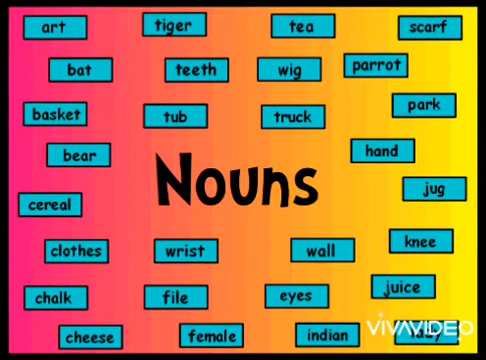 art
tiger
tea
scarf
bat
teeth
wig
parrot
basket
tub
truck
park
bear
hand
Nouns
jug
cereal
clothes
wrist
wall
knee
chalk
file
eyes
juice
cheese
female
indian
VIVAVIDEO